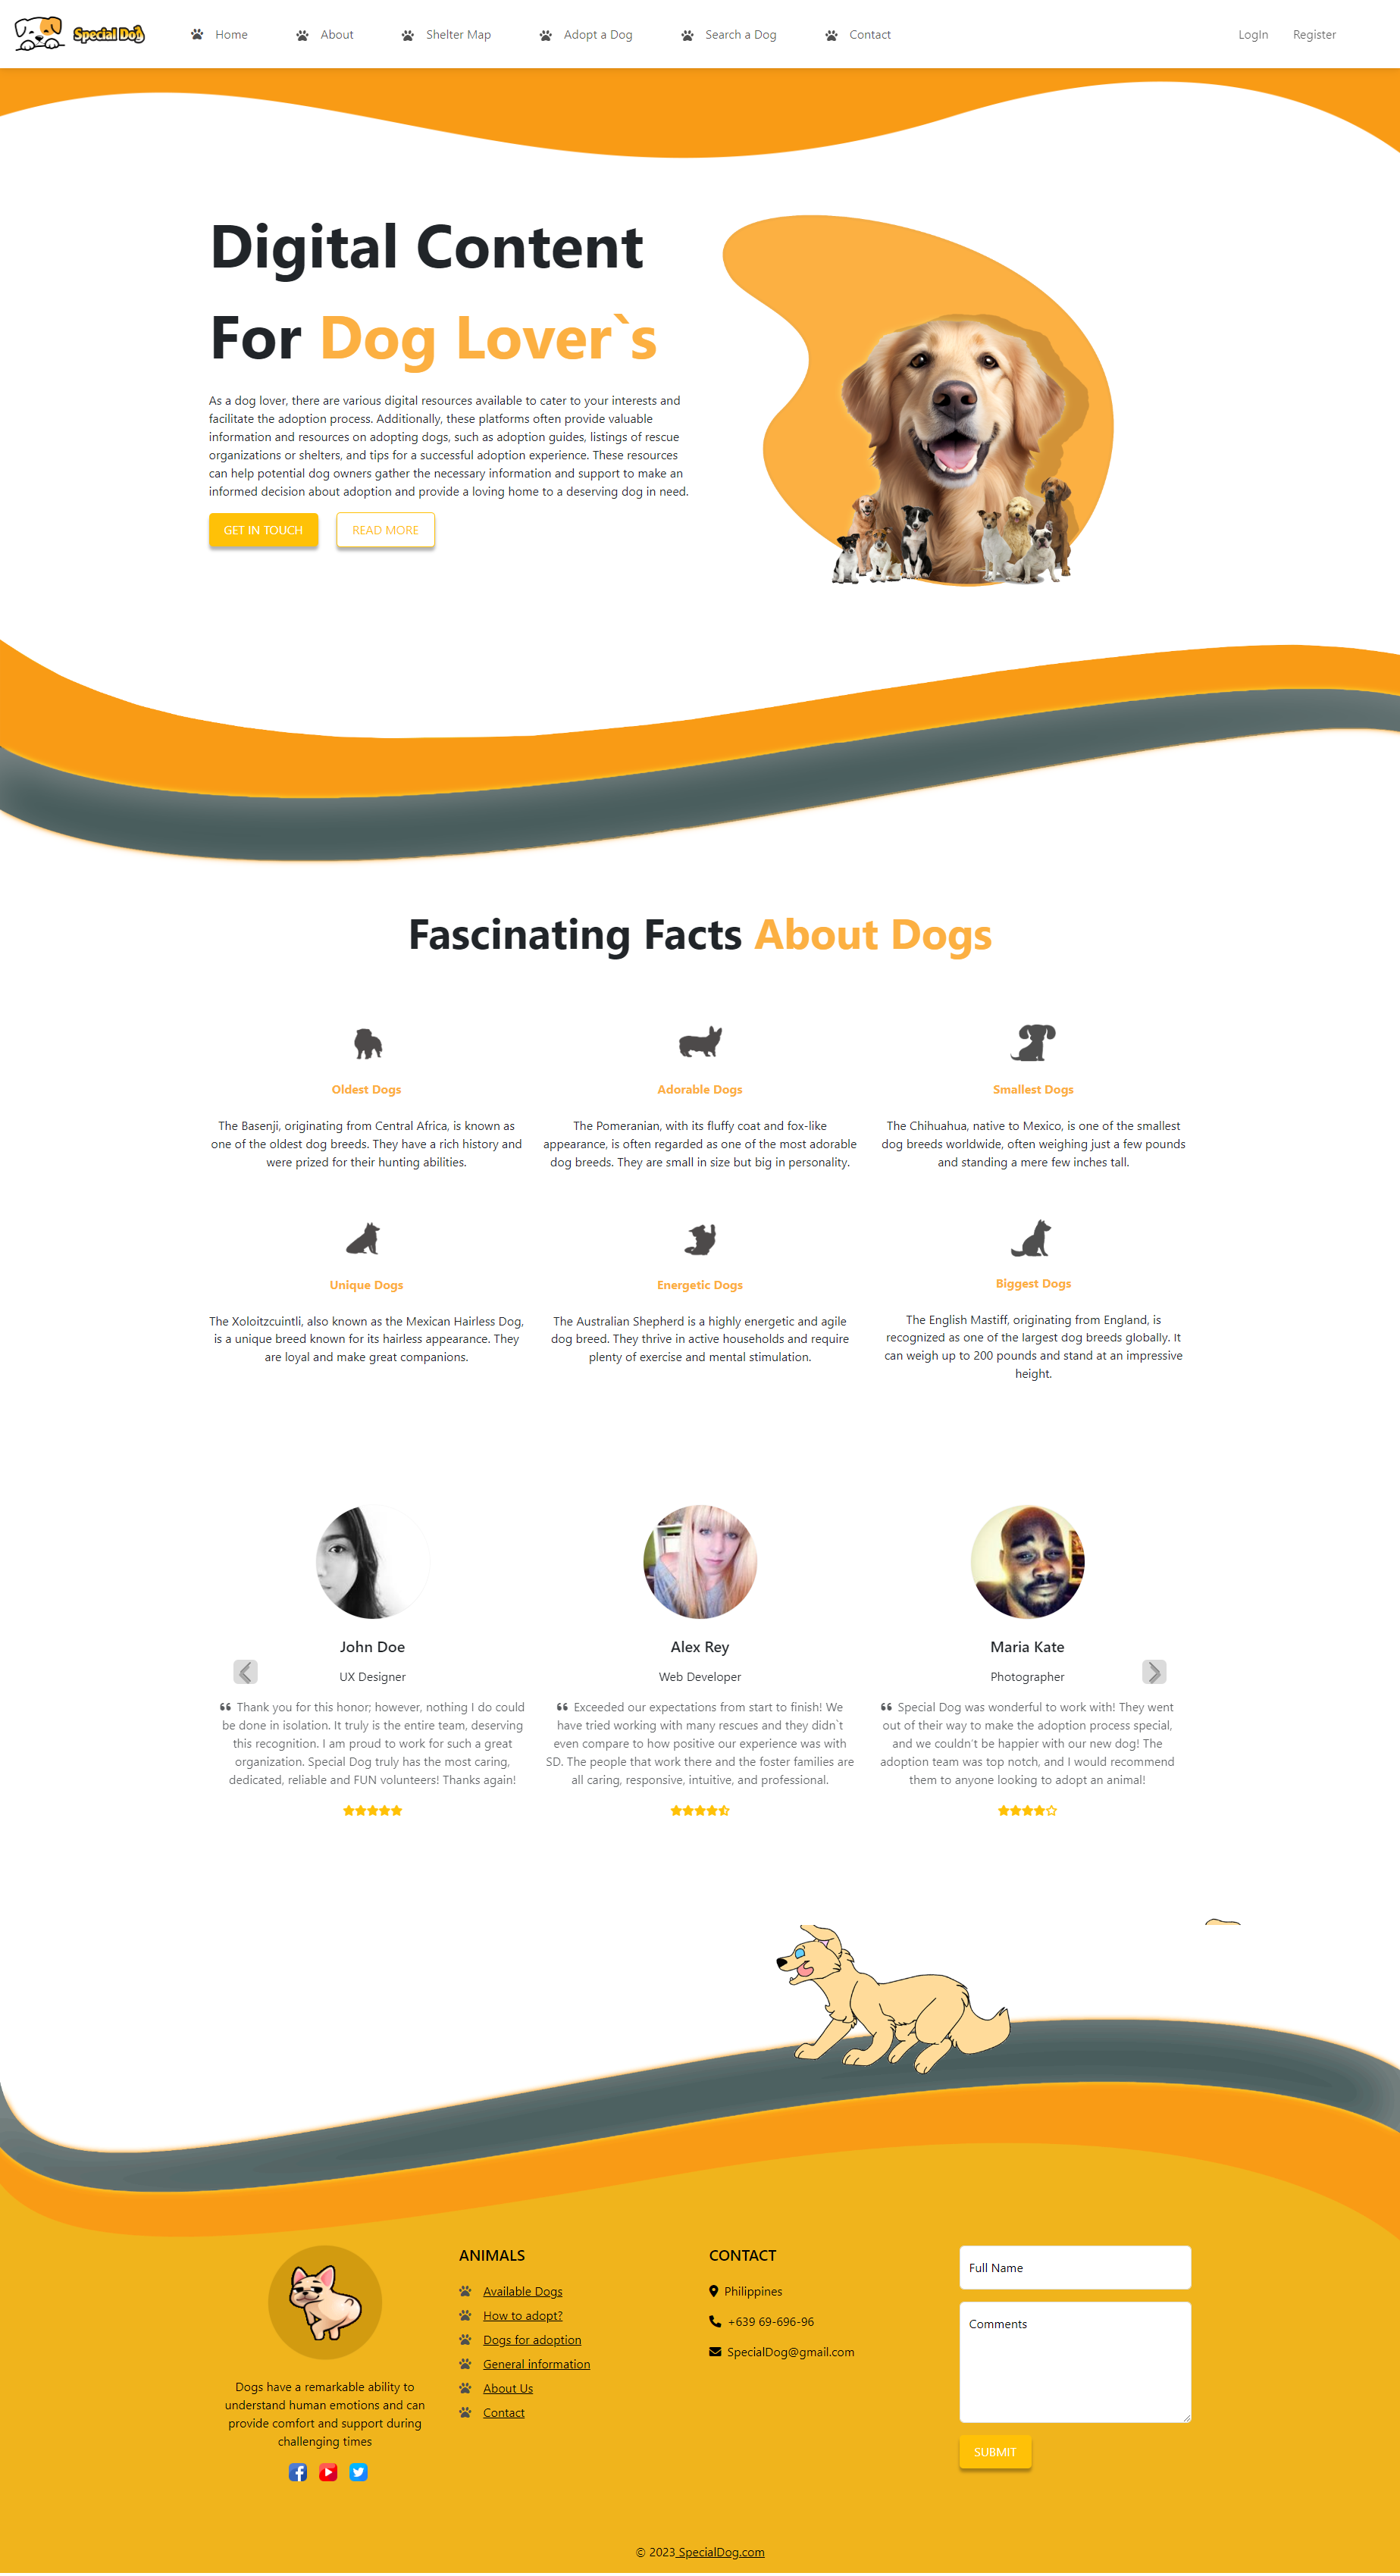 Special Dog
Home
About
Shelter Map
Adopt a Dog
Search a Dog
Contact
LogIn
Register
Digital Content
For Dog Lover`s
As a dog lover, there are various digital resources available to cater to your interests and
facilitate the adoption process. Additionally, these platforms often provide valuable
information and resources on adopting dogs, such as adoption guides, listings of rescue
organizations or shelters, and tips for a successful adoption experience. These resources
can help potential dog owners gather the necessary information and support to make an
informed decision about adoption and provide a loving home to a deserving dog in need.
GET IN TOUCH
READ MORE
Fascinating Facts About Dogs
Oldest Dogs
The Basenji, originating from Central Africa, is known as
one of the oldest dog breeds. They have a rich history and
were prized for their hunting abilities.
Adorable Dogs
The Pomeranian, with its fluffy coat and fox-like
appearance, is often regarded as one of the most adorable
dog breeds. They are small in size but big in personality.
Smallest Dogs
The Chihuahua, native to Mexico, is one of the smallest
dog breeds worldwide, often weighing just a few pounds
and standing a mere few inches tall.
Unique Dogs
The Xoloitzcuintli, also known as the Mexican Hairless Dog,
is a unique breed known for its hairless appearance. They
are loyal and make great companions.
Energetic Dogs
The Australian Shepherd is a highly energetic and agile
dog breed. They thrive in active households and require
plenty of exercise and mental stimulation.
Biggest Dogs
The English Mastiff, originating from England, is
recognized as one of the largest dog breeds globally. It
can weigh up to 200 pounds and stand at an impressive
height.
John Doe
UX Designer
Thank you for this honor; however, nothing I do could
be done in isolation. It truly is the entire team, deserving
this recognition. I am proud to work for such a great
organization. Special Dog truly has the most caring,
dedicated, reliable and FUN volunteers! Thanks again!
Alex Rey
Web Developer
Exceeded our expectations from start to finish! We
have tried working with many rescues and they didn`t
even compare to how positive our experience was with
SD. The people that work there and the foster families are
all caring, responsive, intuitive, and professional.
Maria Kate
Photographer
Special Dog was wonderful to work with! They went
out of their way to make the adoption process special,
and we couldn't be happier with our new dog! The
adoption team was top notch, and I would recommend
them to anyone looking to adopt an animal!
Dogs have a remarkable ability to
understand human emotions and can
provide comfort and support during
challenging times
ANIMALS
Available Dogs
How to adopt?
Dogs for adoption
General information
About Us
Contact
CONTACT
Philippines
+639 69-696-96
SpecialDog@gmail.com
Full Name
Comments
SUBMIT
© 2023 SpecialDog.com